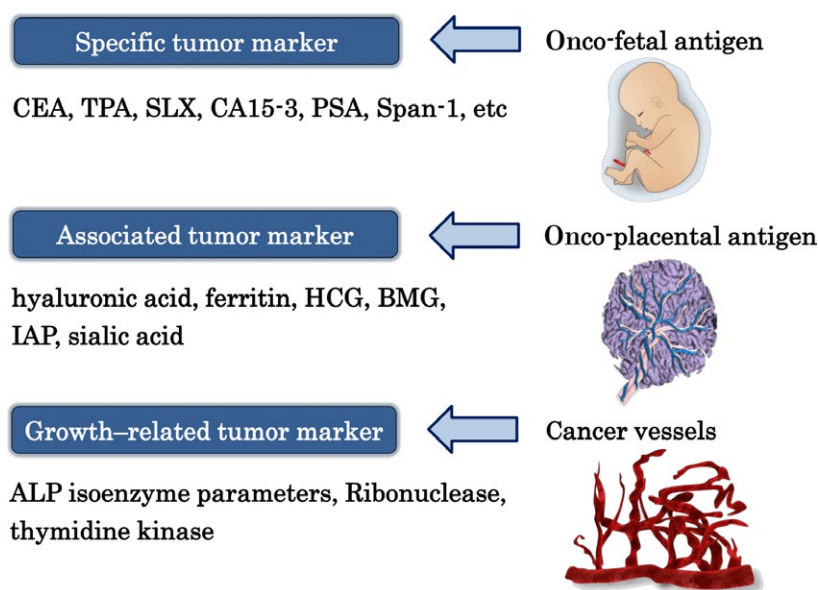 Specific tumor marker
Onco-fetal antigen
CEA, TPA, SLX, CA15-3, PSA, Span-1, etc
Associated tumor marker
Onco-placental antigen
hyaluronic acid, ferritin, HCG, BMG,
IAP, sialic acid
Growth–related tumor marker
Cancer vessels
ALP isoenzyme parameters, Ribonuclease,
thymidine kinase